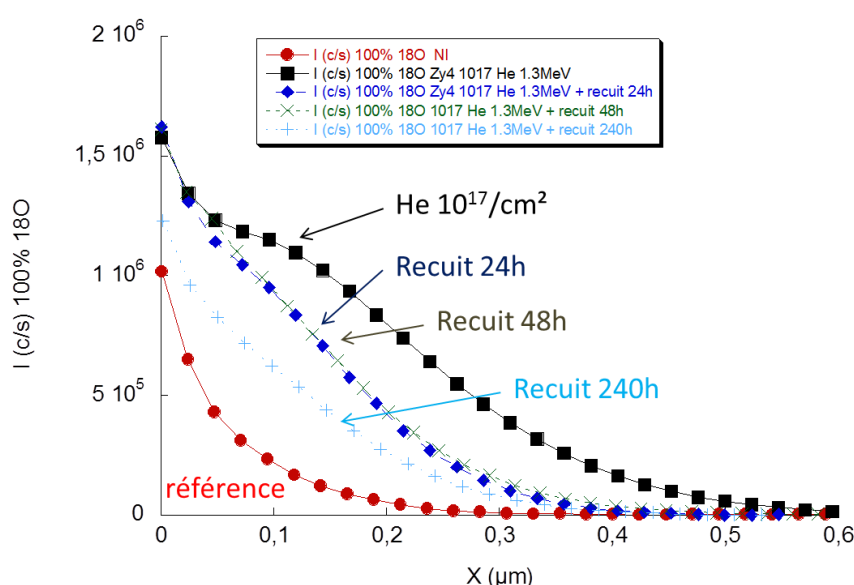 2 10⁶
I (c/s) 100% 18O NI
I (c/s) 100% 18O Zy4 1017 He 1.3MeV
I (c/s) 100% 18O Zy4 1017 He 1.3MeV + recuit 24h
I (c/s) 100% 18O 1017 He 1.3MeV + recuit 48h
I (c/s) 100% 18O 1017 He 1.3MeV + recuit 240h
1,5 10⁶
He 10¹⁷/cm²
I (c/s) 100% 18O
1 10⁶
Recuit 24h
Recuit 48h
5 10⁵
Recuit 240h
référence
0
0 0,1 0,2 0,3 0,4 0,5 0,6
X (µm)